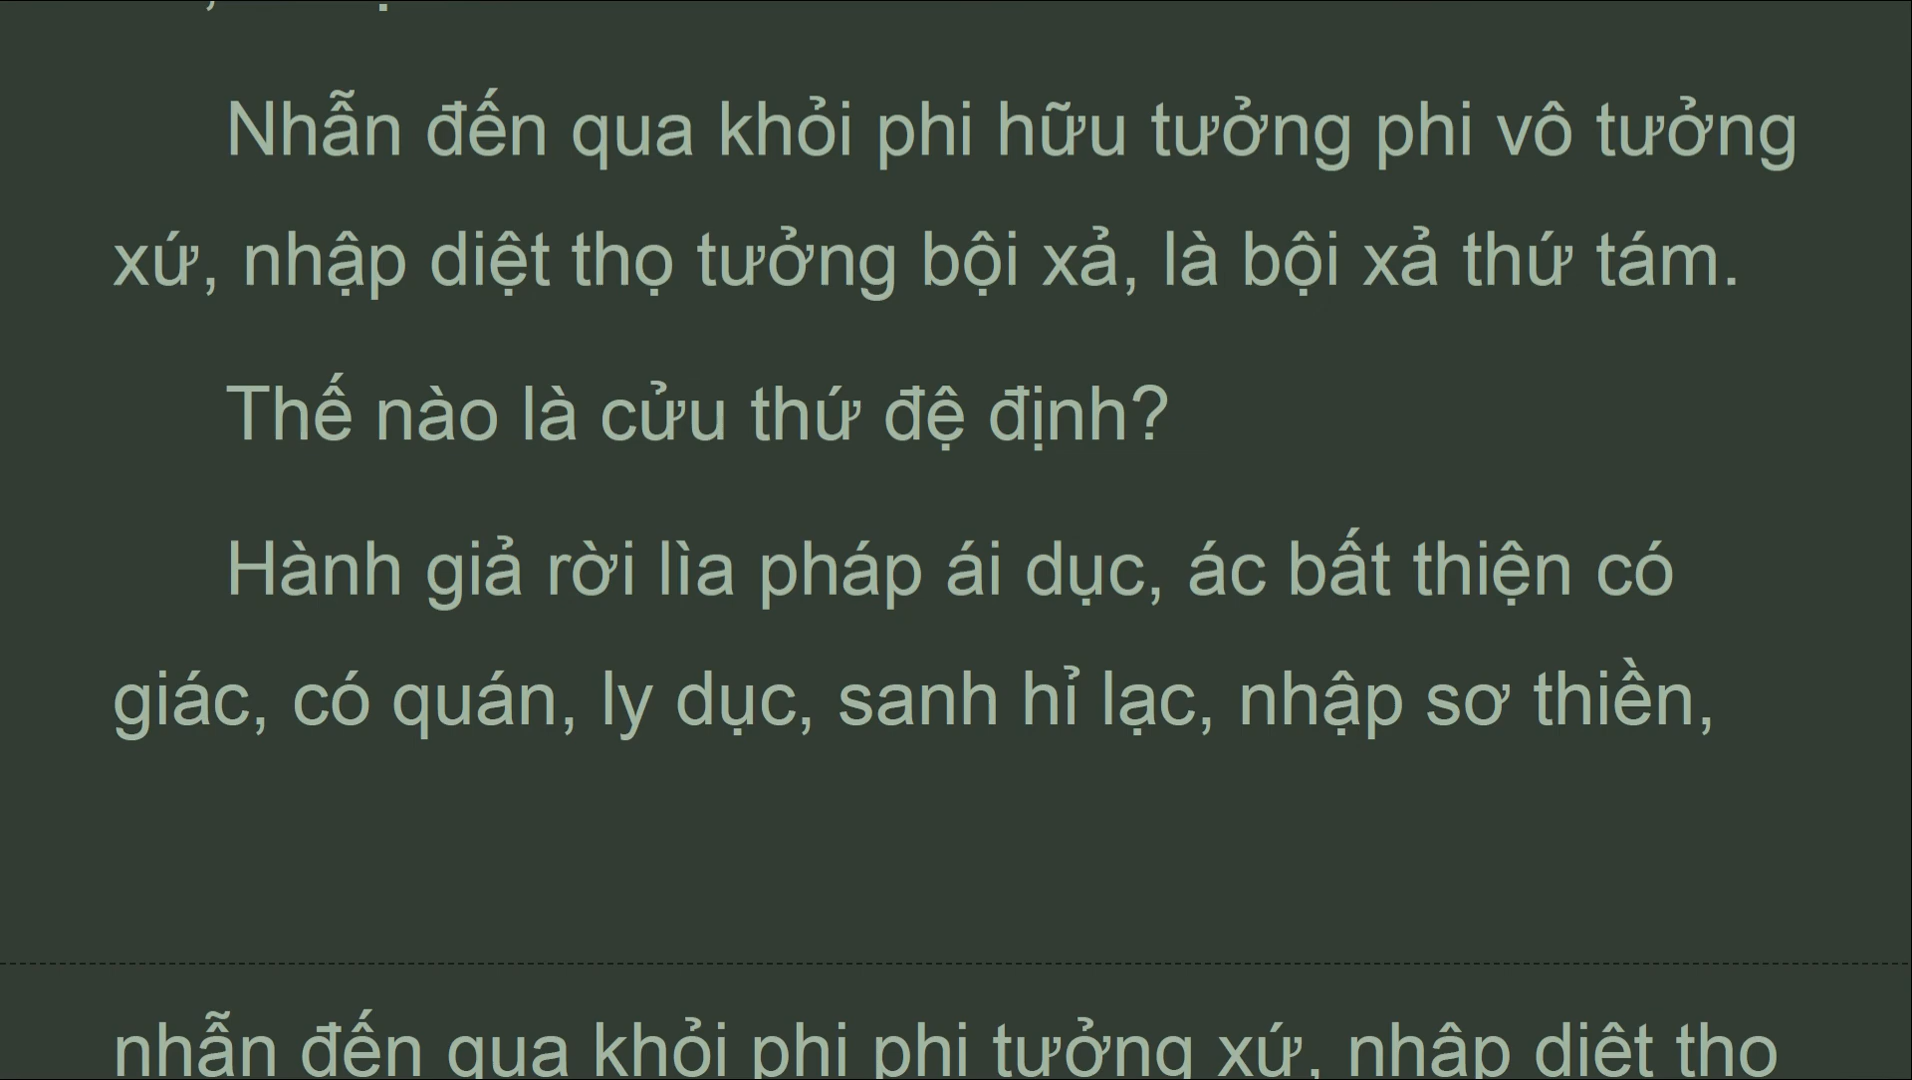 Nhẫn đến qua khỏi phi hữu tưởng phi vô tưởng
xứ, nhập diệt thọ tưởng bội xả, là bội xả thứ tám.
Thế nào là cửu thứ đệ định?
Hành giả rời lìa pháp ái dục, ác bất thiện có
giác, có quán, ly dục, sanh hỉ lạc, nhập sơ thiền,
nhẫn đến qua khỏi phi phi tưởng xứ, nhập diệt thọ